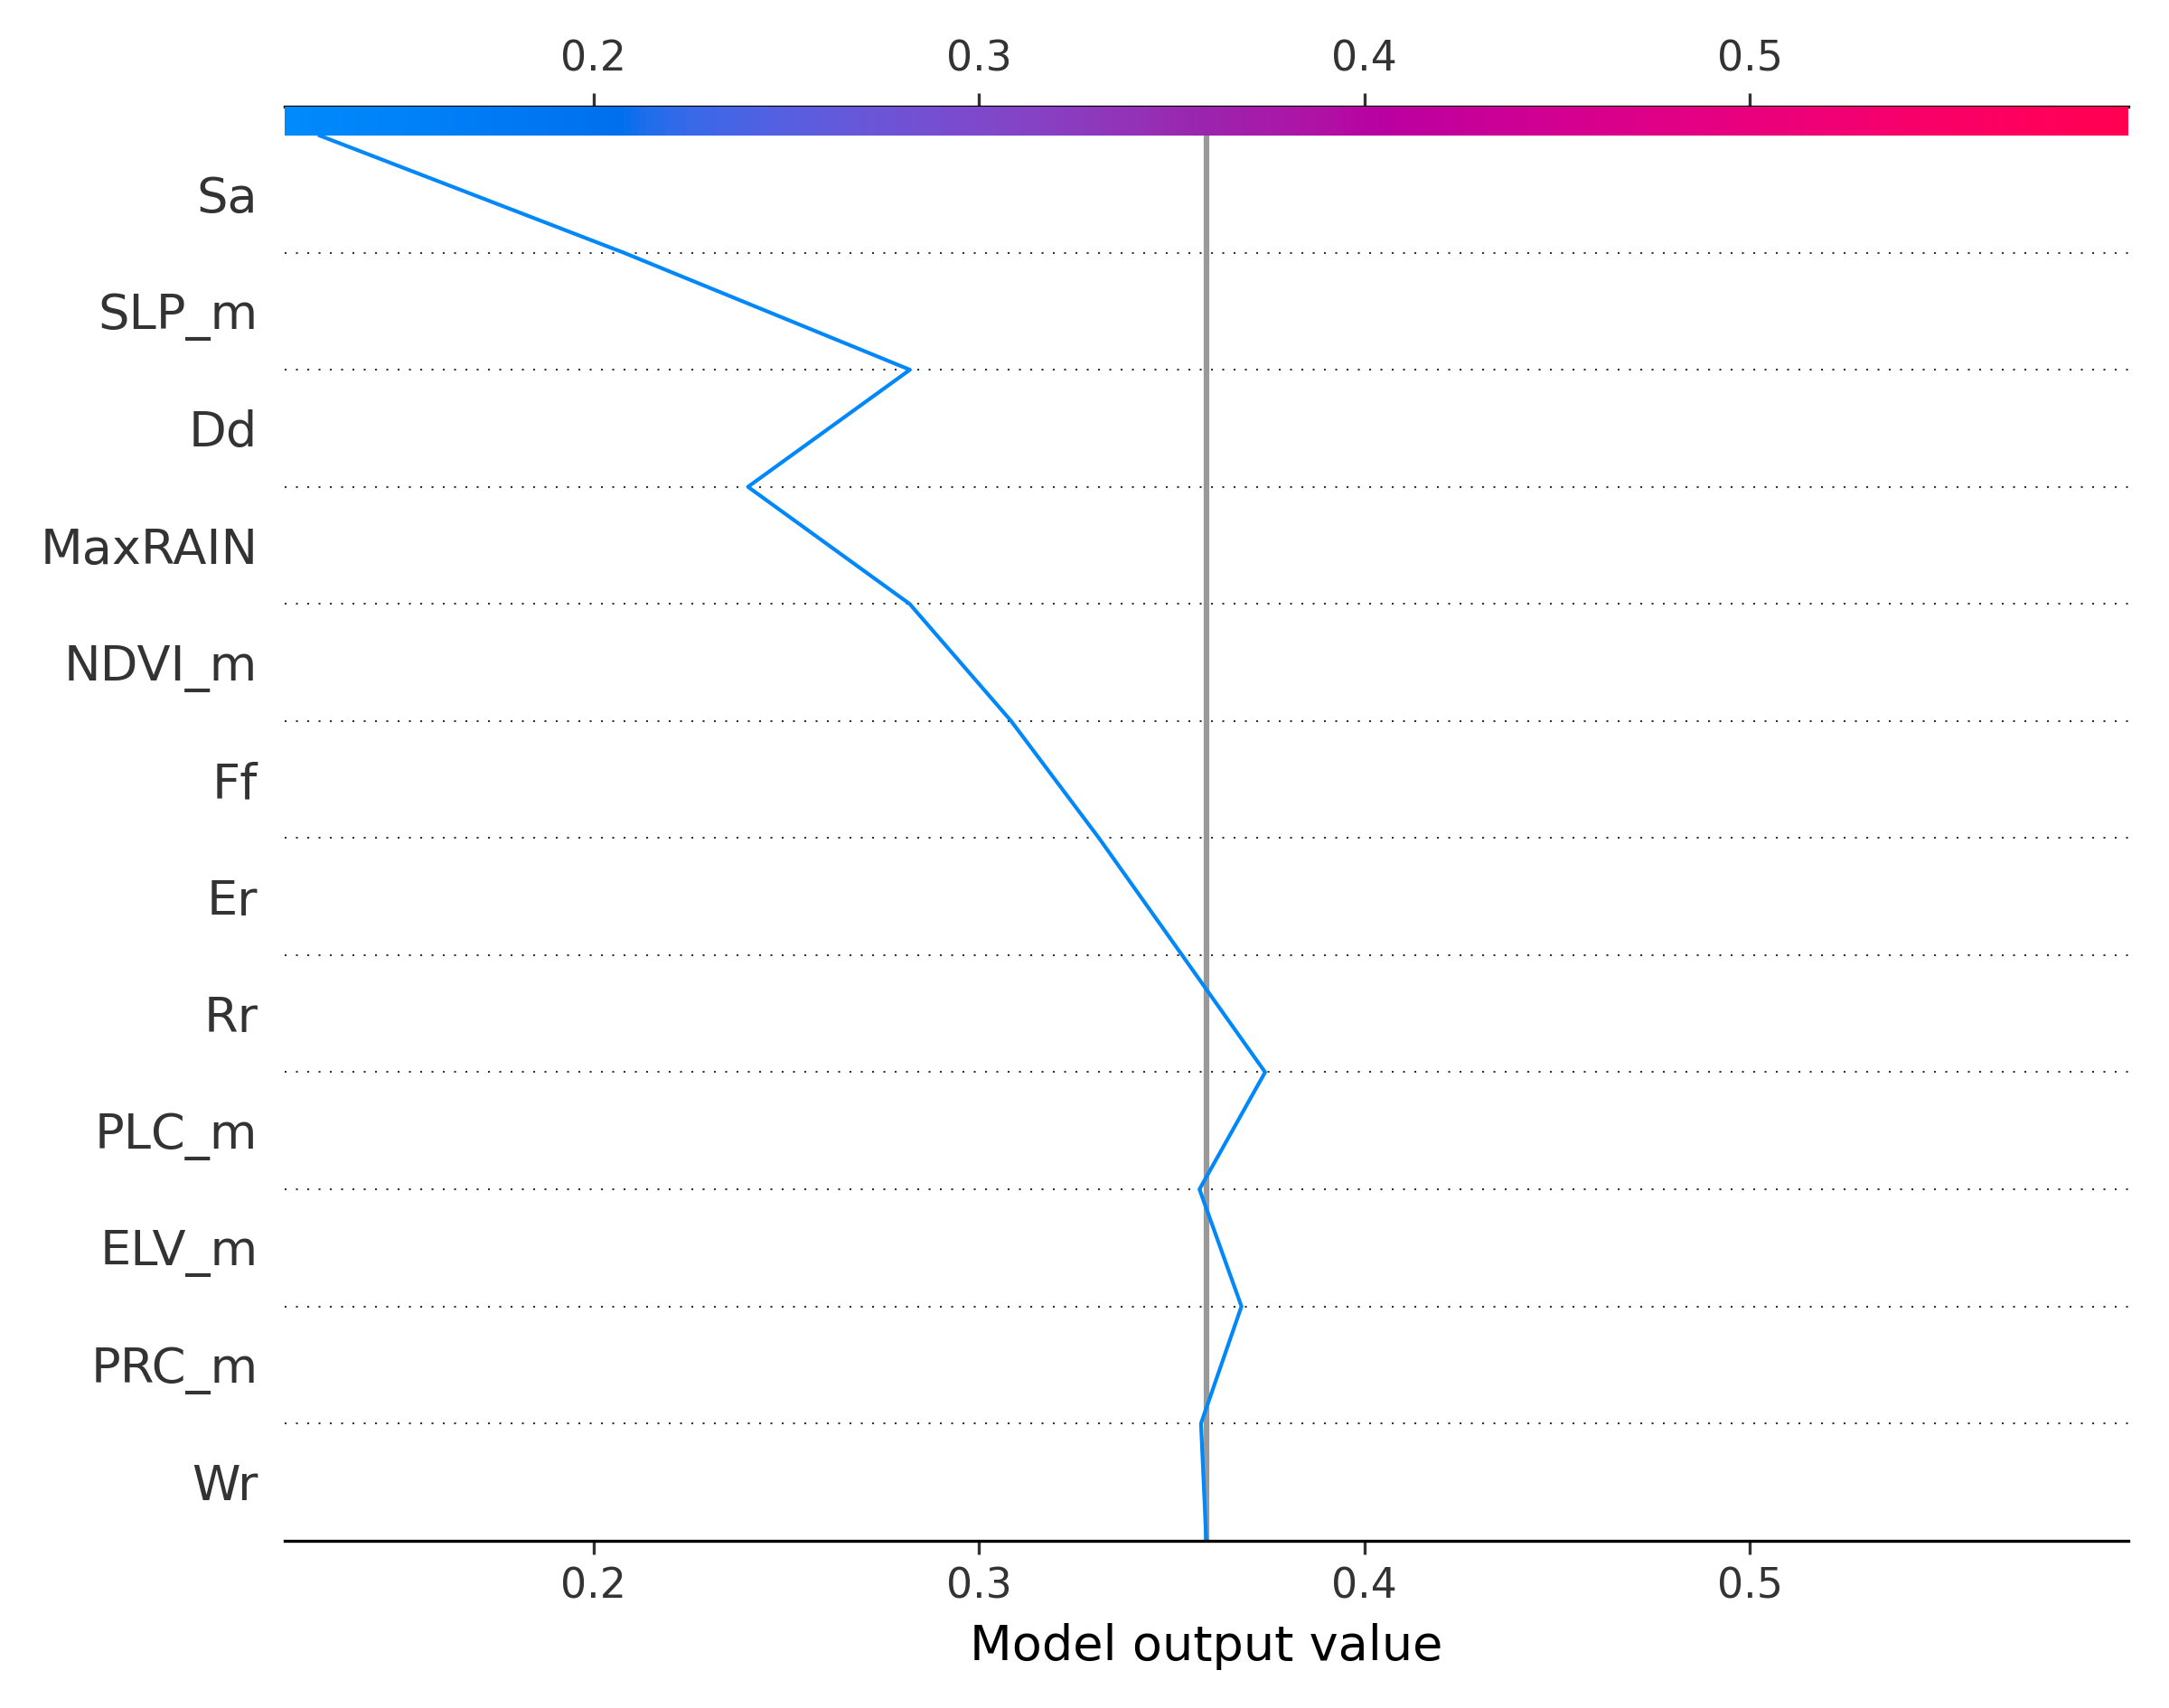 0.2 0.3 0.4 0.5
Sa
SLP_m
Dd
MaxRAIN
NDVI_m
Ff
Er
Rr
PLC_m
ELV_m
PRC_m
Wr
0.2 0.3 0.4 0.5
Model output value